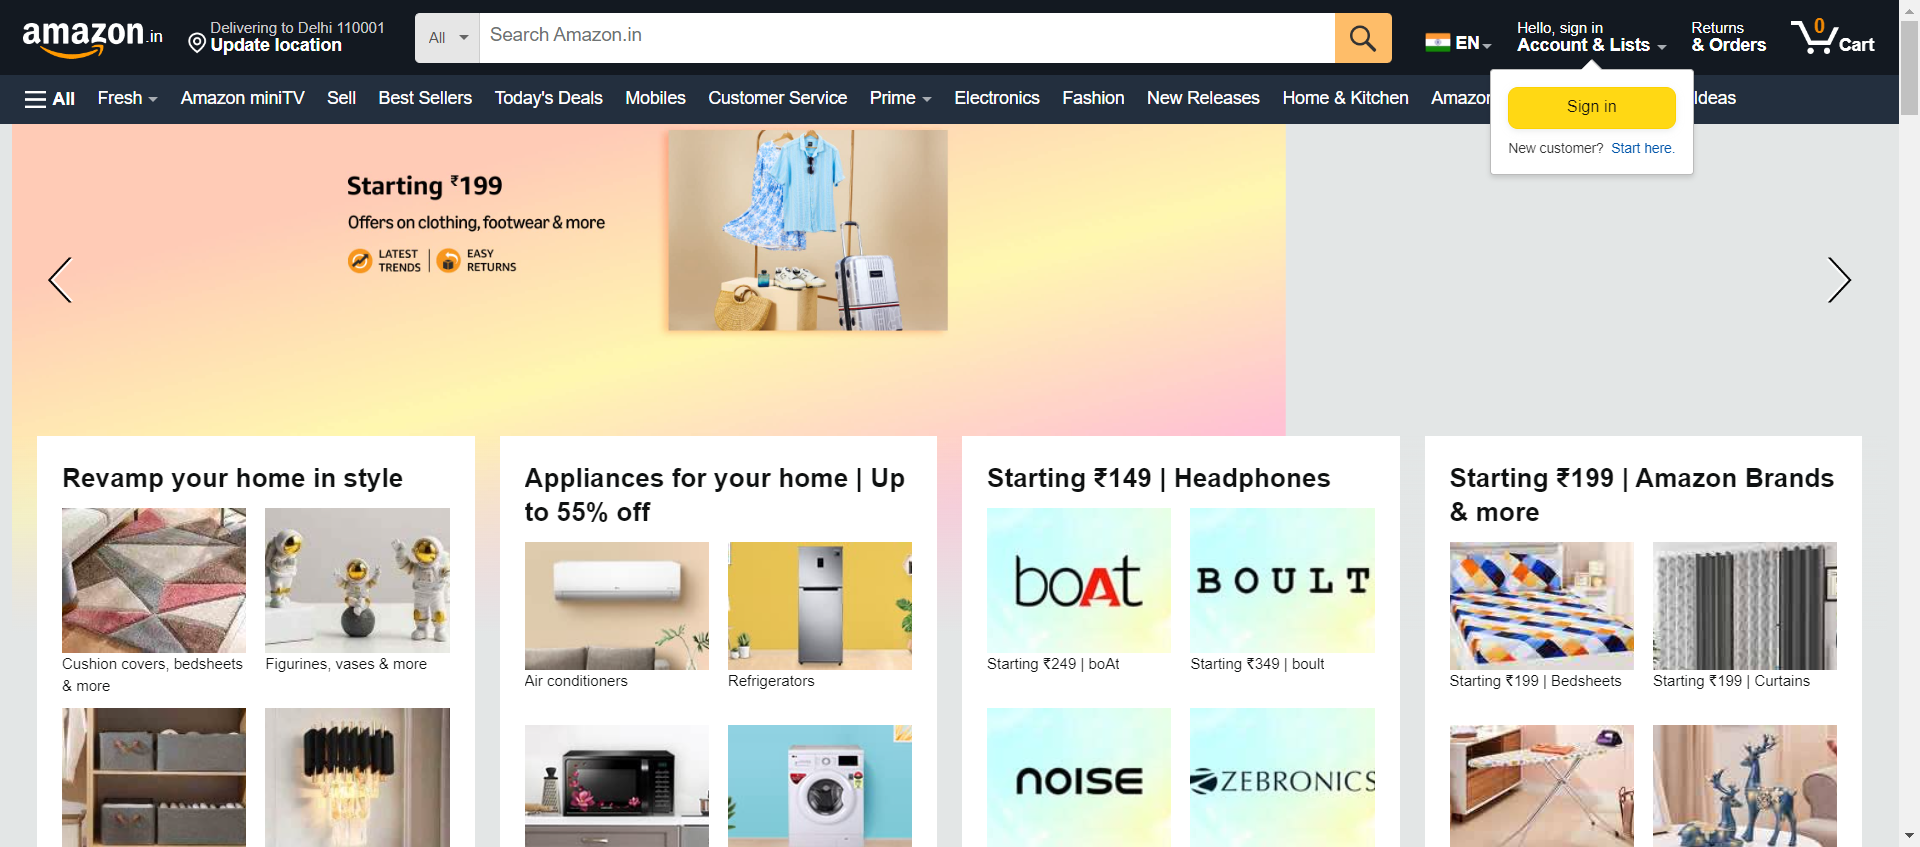 amazon.in
Delivering to Delhi 110001
Update location
All
Search Amazon.in
EN
Hello, sign in
Account & Lists
Returns
& Orders
0
Cart
All
Fresh
Amazon miniTV
Sell
Best Sellers
Today's Deals
Mobiles
Customer Service
Prime
Electronics
Fashion
New Releases
Home & Kitchen
Ideas
Sign in
New customer? Start here.
Starting ₹199
Offers on clothing, footwear & more
LATEST
TRENDS
EASY
RETURNS
Revamp your home in style
Cushion covers, bedsheets
& more
Figurines, vases & more
Appliances for your home | Up
to 55% off
Air conditioners
Refrigerators
Starting ₹149 | Headphones
boAt
BOULT
Starting ₹249 | boAt
Starting ₹349 | boult
noise
ZEBRONICS
Starting ₹199 | Amazon Brands
& more
Starting ₹199 | Bedsheets
Starting ₹199 | Curtains